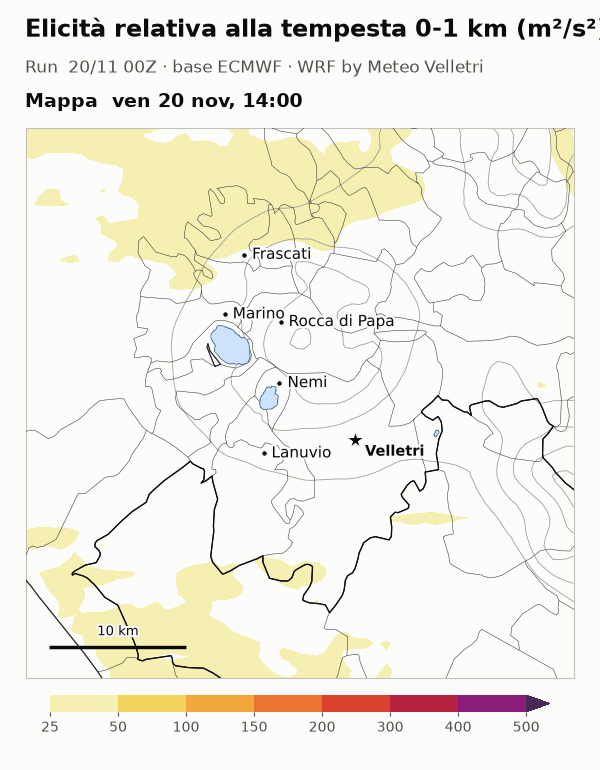 Elicità relativa alla tempesta 0-1 km (m²/s²)
Run  20/11 00Z · base ECMWF · WRF by Meteo Velletri
Mappa  ven 20 nov, 14:00
Frascati
Marino
Rocca di Papa
Nemi
Velletri
Lanuvio
10 km
25 50 100 150 200 300 400 500